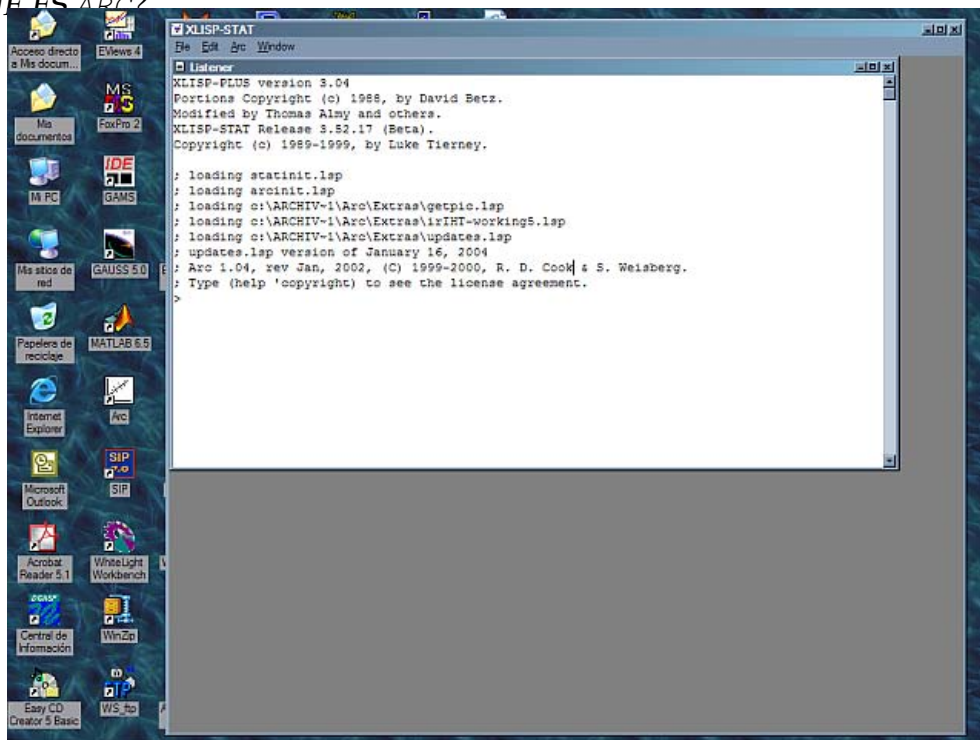 ES ARC?
Acceso directo
a Mis docum...
EViews 4
Mis
documentos
MS
FoxPro 2
Mi PC
IDE
GAMS
Mis sitios de
red
GAUSS 5.0
Papelera de
reciclaje
MATLAB 6.5
Internet
Explorer
Arc
Microsoft
Outlook
SIP
7.0
SIP
Acrobat
Reader 5.1
WhiteLight
Workbench
Central de
Información
WinZip
Easy CD
Creator 5 Basic
FTP
WS_ftp
XLISP-STAT
File Edit Arc Window
Listener
XLISP-PLUS version 3.04
Portions Copyright (c) 1988, by David Betz.
Modified by Thomas Almy and others.
XLISP-STAT Release 3.52.17 (Beta).
Copyright (c) 1989-1999, by Luke Tierney.
; loading statinit.lsp
; loading arcinit.lsp
; loading c:\ARCHIV~1\Arc\Extras\getpic.lsp
; loading c:\ARCHIV~1\Arc\Extras\irIHT-working5.lsp
; loading c:\ARCHIV~1\Arc\Extras\updates.lsp
; updates.lsp version of January 16, 2004
; Arc 1.04, rev Jan, 2002, (C) 1999-2000, R. D. Cook & S. Weisberg.
; Type (help 'copyright) to see the license agreement.
>